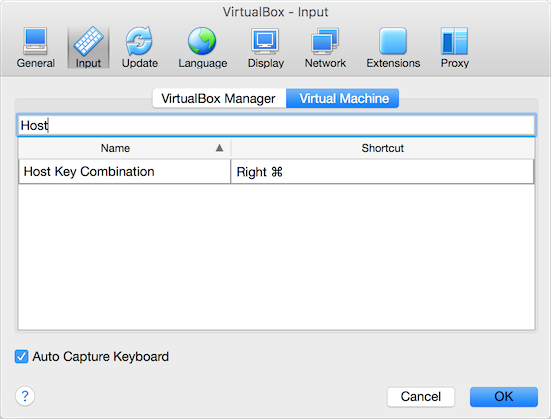 VirtualBox - Input
General Input Update Language Display Network Extensions Proxy
VirtualBox Manager Virtual Machine
Host
Name Shortcut
Host Key Combination Right ⌘
Auto Capture Keyboard
? Cancel OK